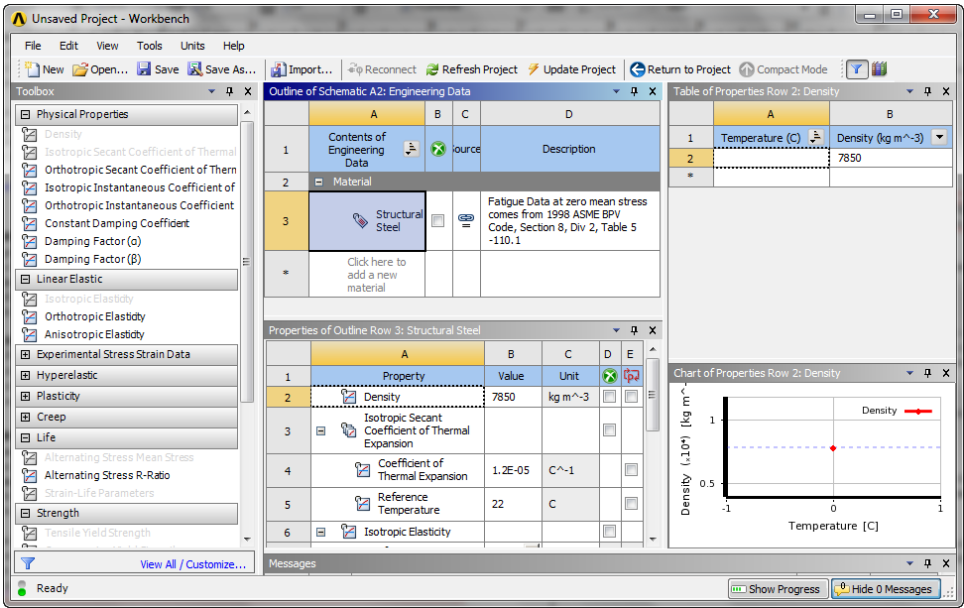 Unsaved Project - Workbench
File Edit View Tools Units Help
New Open... Save Save As... Import... Reconnect Refresh Project Update Project Return to Project Compact Mode
Toolbox
Physical Properties
Density
Isotropic Secant Coefficient of Thermal
Orthotropic Secant Coefficient of Therm
Isotropic Instantaneous Coefficient of
Orthotropic Instantaneous Coefficient
Constant Damping Coefficient
Damping Factor (α)
Damping Factor (β)
Linear Elastic
Isotropic Elasticity
Orthotropic Elasticity
Anisotropic Elasticity
Experimental Stress Strain Data
Hyperelastic
Plasticity
Creep
Life
Alternating Stress Mean Stress
Alternating Stress R-Ratio
Strain-Life Parameters
Strength
Tensile Yield Strength
View All / Customize...
Outline of Schematic A2: Engineering Data
A B C D
1 Contents of
Engineering
Data
ource
Description
2 Material
3 Structural
Steel
Fatigue Data at zero mean stress
comes from 1998 ASME BPV
Code, Section 8, Div 2, Table 5
-110.1
* Click here to
add a new
material
Properties of Outline Row 3: Structural Steel
A B C D E
1 Property Value Unit
2 Density 7850 kg m^-3
3 Isotropic Secant
Coefficient of Thermal
Expansion
4 Coefficient of
Thermal Expansion
1.2E-05 C^-1
5 Reference
Temperature
22 C
6 Isotropic Elasticity
Table of Properties Row 2: Density
A B
1 Temperature (C) Density (kg m^-3)
2 7850
*
Chart of Properties Row 2: Density
Density
Density (.10⁴) [kg m^-
1
0.5
-1 0 1
Temperature [C]
Messages
Ready
Show Progress 0 Hide 0 Messages